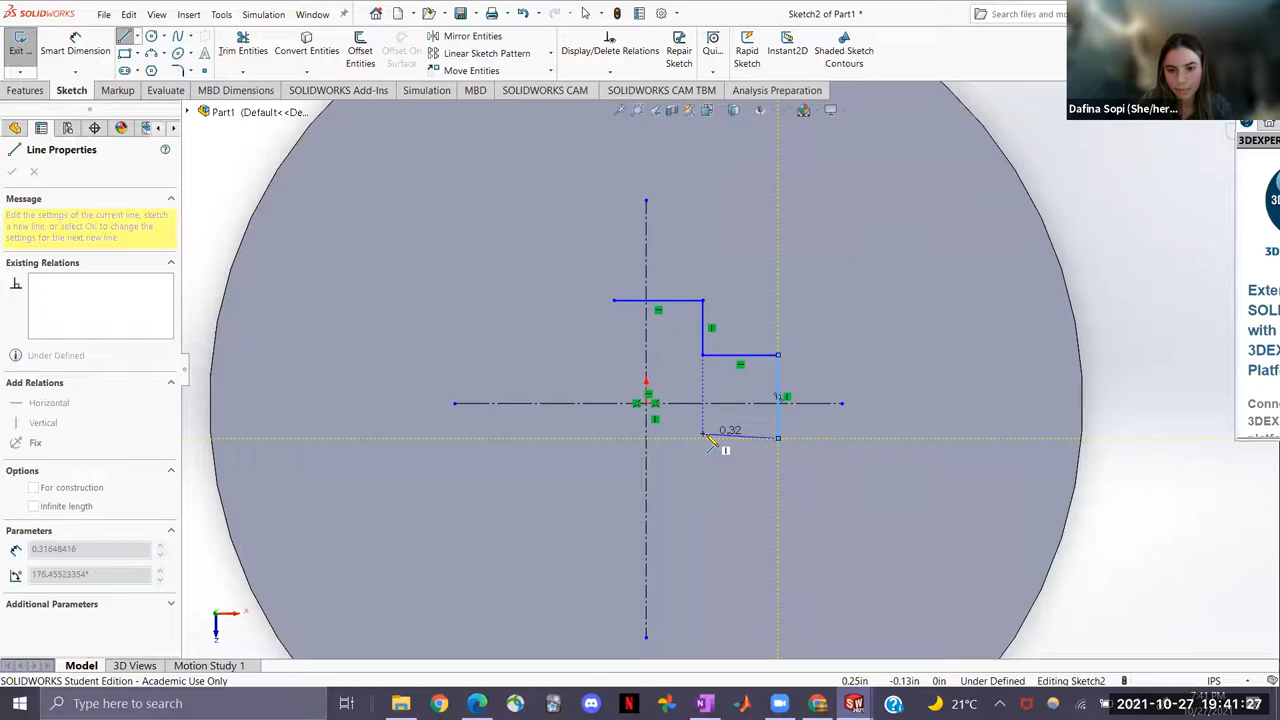 SOLIDWORKS
File
Edit
View
Insert
Tools
Simulation
Window
Sketch2 of Part1 *
Search files and mo
Exit ...
Smart Dimension
Trim Entities
Convert Entities
Offset
Entities
Offset On
Surface
Mirror Entities
Linear Sketch Pattern
Move Entities
Display/Delete Relations
Repair
Sketch
Qui...
Rapid
Sketch
Instant2D
Shaded Sketch
Contours
Features
Sketch
Markup
Evaluate
MBD Dimensions
SOLIDWORKS Add-Ins
Simulation
MBD
SOLIDWORKS CAM
SOLIDWORKS CAM TBM
Analysis Preparation
Dafina Sopi (She/her...
Part1 (Default<<De...
3DEXPER
Line Properties
Message
Edit the settings of the current line, sketch
a new line, or select OK to change the
settings for the next new line.
Existing Relations
Under Defined
Add Relations
Horizontal
Vertical
Fix
Options
For construction
Infinite length
Parameters
0.31648416
176.45523354°
Additional Parameters
0.32
3D
3DEX
Exter
SOLI
with
3DEX
Platf
Conn
of th
X
Z
Model
3D Views
Motion Study 1
SOLIDWORKS Student Edition - Academic Use Only
0.25in
-0.13in
0in
Under Defined
Editing Sketch2
IPS
Type here to search
21°C
2021-10-27 19:41:27